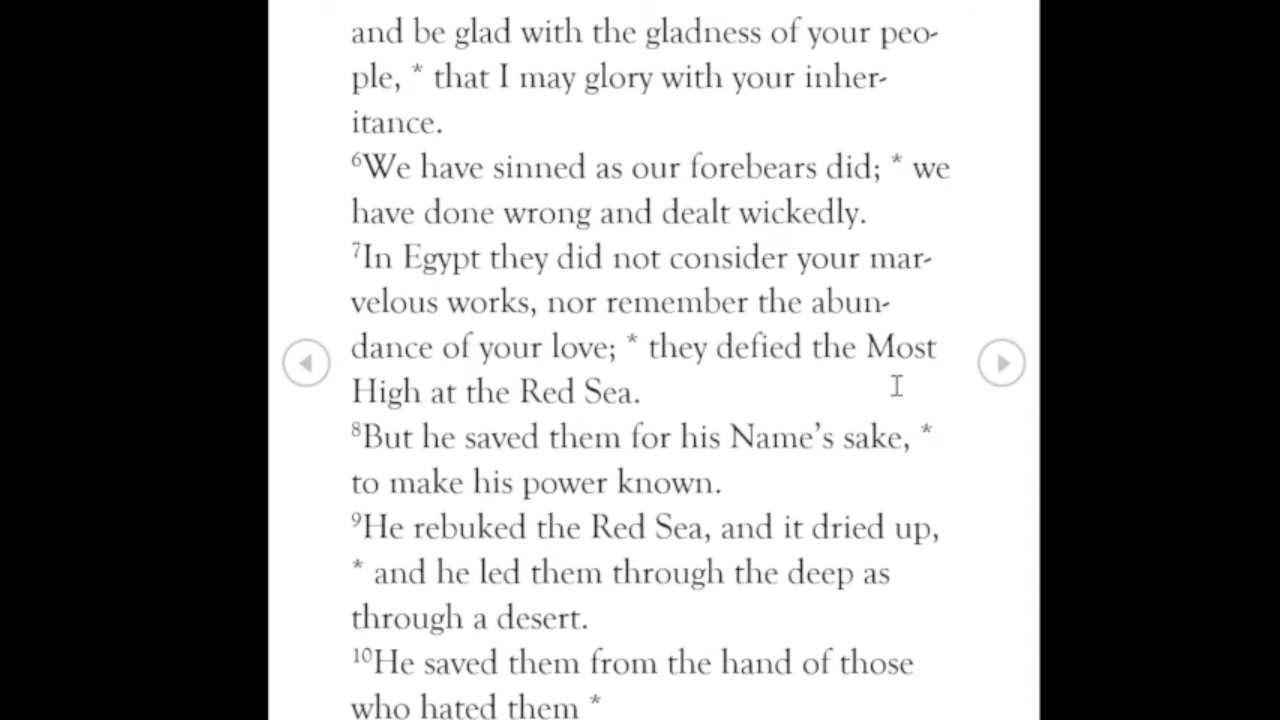 and be glad with the gladness of your peo-
ple, * that I may glory with your inher-
itance.
⁶We have sinned as our forebears did; * we
have done wrong and dealt wickedly.
⁷In Egypt they did not consider your mar-
velous works, nor remember the abun-
dance of your love; * they defied the Most
High at the Red Sea.
⁸But he saved them for his Name’s sake, *
to make his power known.
⁹He rebuked the Red Sea, and it dried up,
* and he led them through the deep as
through a desert.
¹⁰He saved them from the hand of those
who hated them *